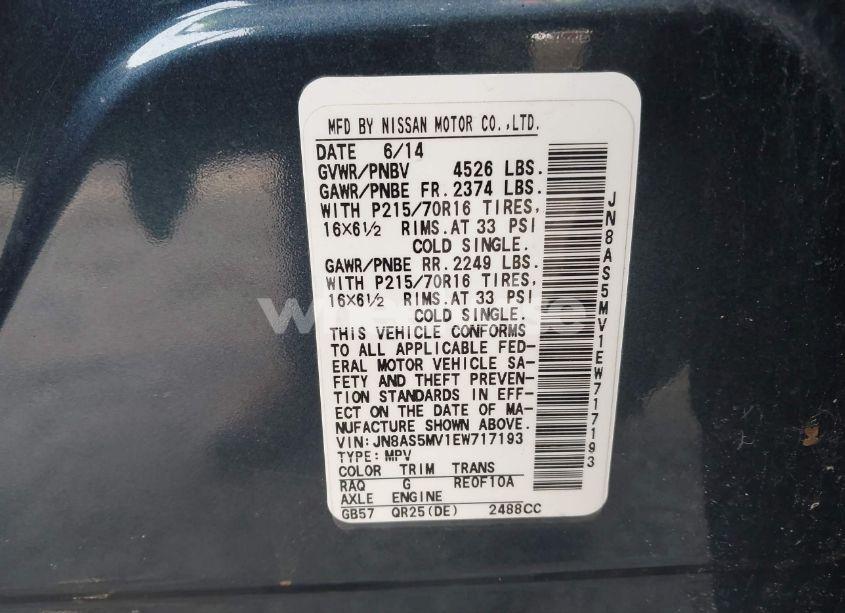 MFD BY NISSAN MOTOR CO.,LTD.
DATE 6/14
GVWR/PNBV 4526 LBS.
GAWR/PNBE FR. 2374 LBS.
WITH P215/70R16 TIRES,
16X6½ RIMS.AT 33 PSI
COLD SINGLE.
GAWR/PNBE RR. 2249 LBS.
WITH P215/70R16 TIRES,
16X6½ RIMS.AT 33 PSI
COLD SINGLE.
THIS VEHICLE CONFORMS
TO ALL APPLICABLE FED-
ERAL MOTOR VEHICLE SA-
FETY AND THEFT PREVEN-
TION STANDARDS IN EFF-
ECT ON THE DATE OF MA-
NUFACTURE SHOWN ABOVE.
VIN:JN8AS5MV1EW717193
TYPE:MPV
COLOR TRIM TRANS
RAQ G RE0F10A
AXLE ENGINE
GB57 QR25(DE) 2488CC
JN8AS5MV1EW717193